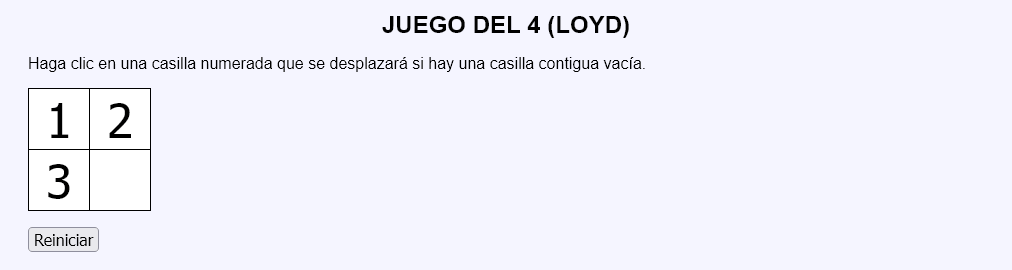 JUEGO DEL 4 (LOYD)
Haga clic en una casilla numerada que se desplazará si hay una casilla contigua vacía.
1 2
3
Reiniciar